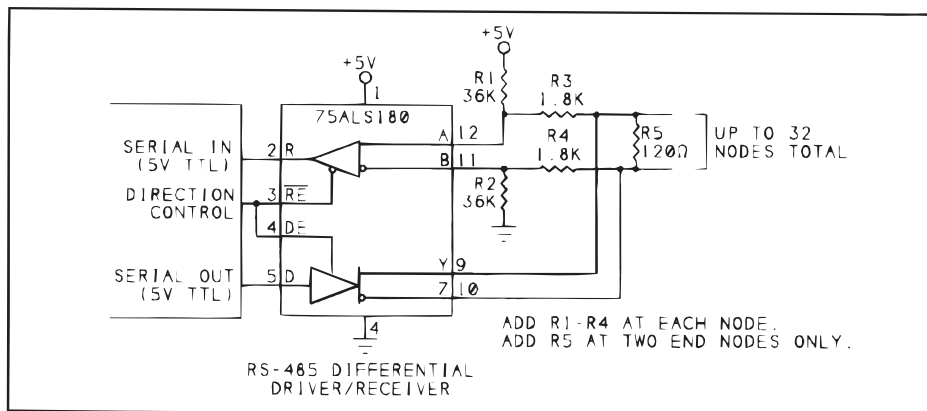 +5V
+5V
1
R1
36K
R3
1.8K
75ALS180
A 12
SERIAL IN
(5V TTL)
2 R
R4
1.8K
R5
120Ω
UP TO 32
NODES TOTAL
B 11
DIRECTION
CONTROL
3 RE
R2
36K
4 DE
SERIAL OUT
(5V TTL)
5 D
Y 9
7 10
4
ADD R1-R4 AT EACH NODE.
ADD R5 AT TWO END NODES ONLY.
RS-485 DIFFERENTIAL
DRIVER/RECEIVER